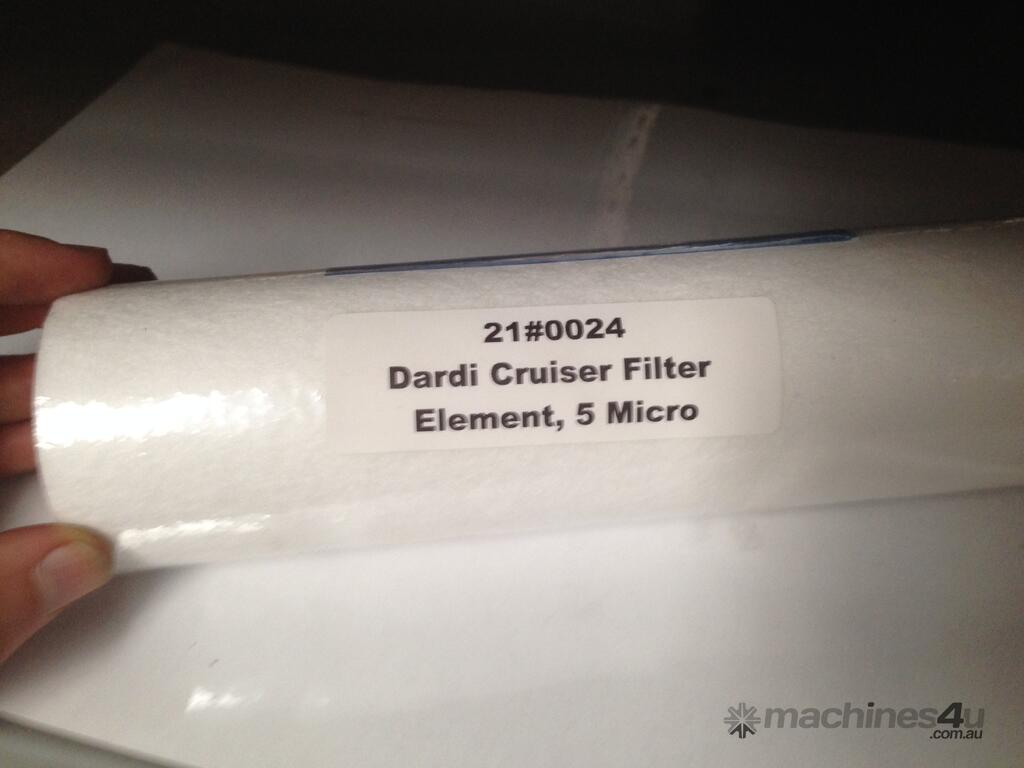 21#0024
Dardi Cruiser Filter
Element, 5 Micro
machines4u
.com.au